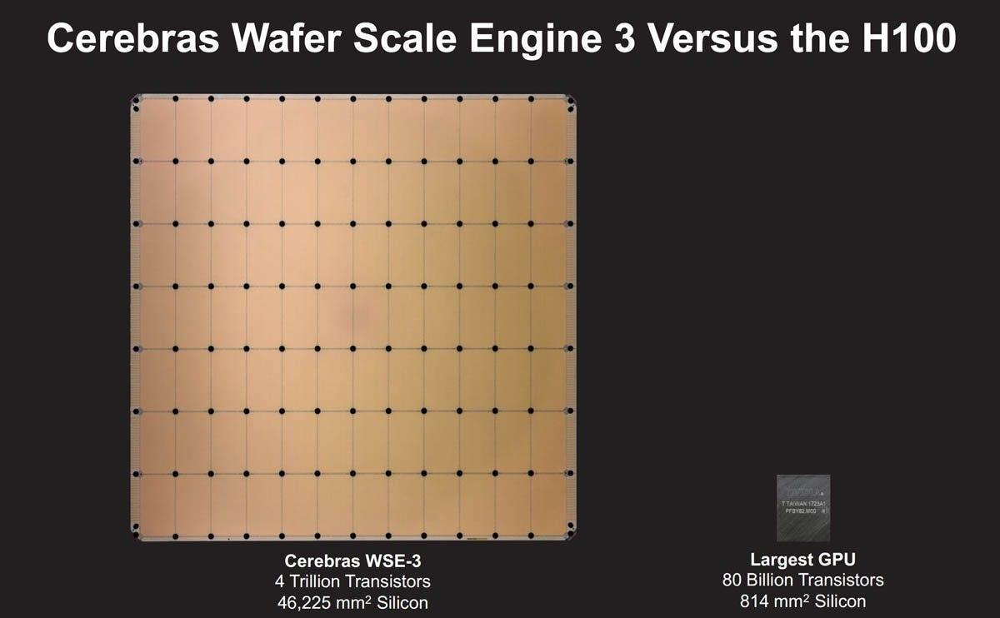 Cerebras Wafer Scale Engine 3 Versus the H100
Cerebras WSE-3
4 Trillion Transistors
46,225 mm² Silicon
NVIDIA.
T TAIWAN 1723A1
PFBY82.M00
Largest GPU
80 Billion Transistors
814 mm² Silicon